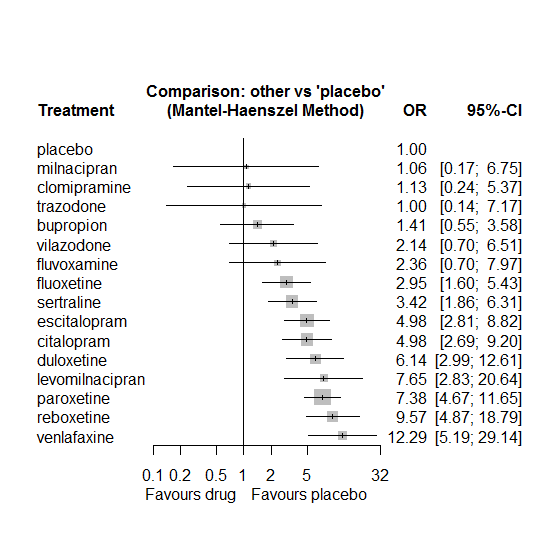 Comparison: other vs 'placebo'
Treatment (Mantel-Haenszel Method) OR 95%-CI
placebo 1.00
milnacipran 1.06 [0.17; 6.75]
clomipramine 1.13 [0.24; 5.37]
trazodone 1.00 [0.14; 7.17]
bupropion 1.41 [0.55; 3.58]
vilazodone 2.14 [0.70; 6.51]
fluvoxamine 2.36 [0.70; 7.97]
fluoxetine 2.95 [1.60; 5.43]
sertraline 3.42 [1.86; 6.31]
escitalopram 4.98 [2.81; 8.82]
citalopram 4.98 [2.69; 9.20]
duloxetine 6.14 [2.99; 12.61]
levomilnacipran 7.65 [2.83; 20.64]
paroxetine 7.38 [4.67; 11.65]
reboxetine 9.57 [4.87; 18.79]
venlafaxine 12.29 [5.19; 29.14]
0.1 0.2 0.5 1 2 5 32
Favours drug Favours placebo